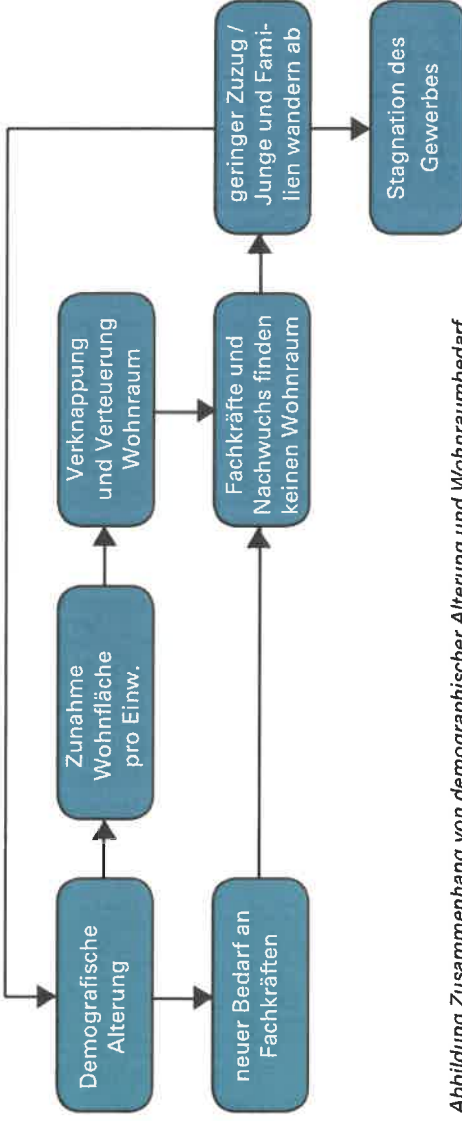 Demografische
Alterung
Zunahme
Wohnfläche
pro Einw.
Verknappung
und Verteuerung
Wohnraum
neuer Bedarf an
Fachkräften
Fachkräfte und
Nachwuchs finden
keinen Wohnraum
geringer Zuzug /
Junge und Fami-
lien wandern ab
Stagnation des
Gewerbes
Abbildung Zusammenhang von demographischer Alterung und Wohnraumbedarf